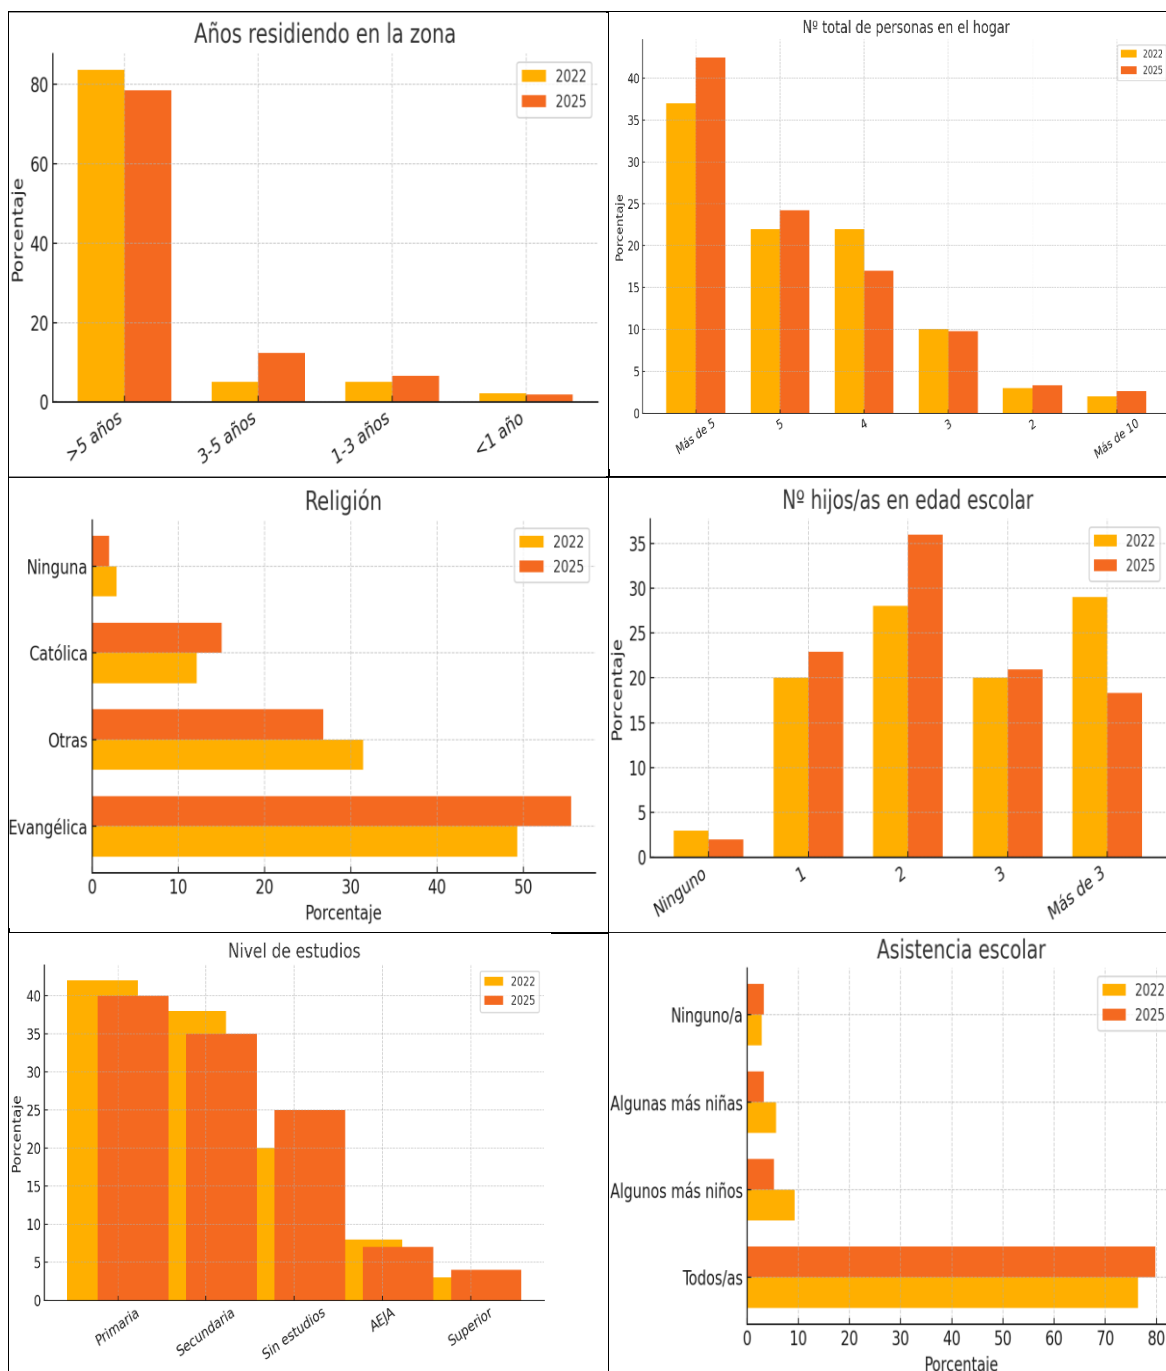 Años residiendo en la zona
2022
2025
Porcentaje
80
60
40
20
0
>5 años
3-5 años
1-3 años
<1 año
Nº total de personas en el hogar
2022
2025
Porcentaje
40
35
30
25
20
15
10
5
0
Más de 5
5
4
3
2
Más de 10
Religión
2022
2025
Ninguna
Católica
Otras
Evangélica
0 10 20 30 40 50
Porcentaje
Nº hijos/as en edad escolar
2022
2025
Porcentaje
35
30
25
20
15
10
5
0
Ninguno
1
2
3
Más de 3
Nivel de estudios
2022
2025
Porcentaje
40
35
30
25
20
15
10
5
0
Primaria
Secundaria
Sin estudios
AEJA
Superior
Asistencia escolar
2022
2025
Ninguno/a
Algunas más niñas
Algunos más niños
Todos/as
0 10 20 30 40 50 60 70 80
Porcentaje